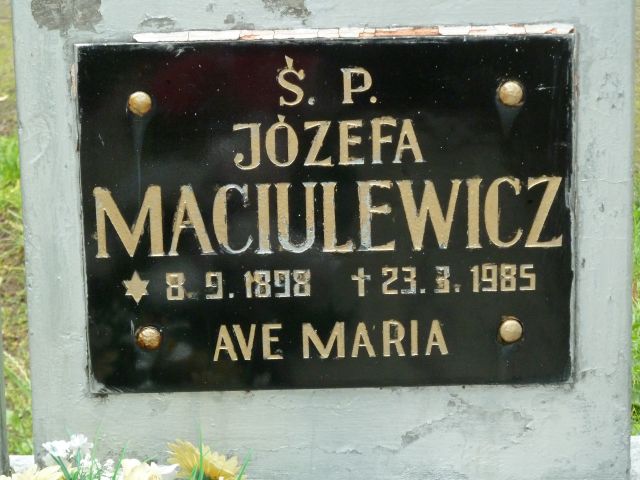 Ś. P.
JÓZEFA
MACIULEWICZ
✶ 8.9.1898 ✝ 23.3.1985
AVE MARIA